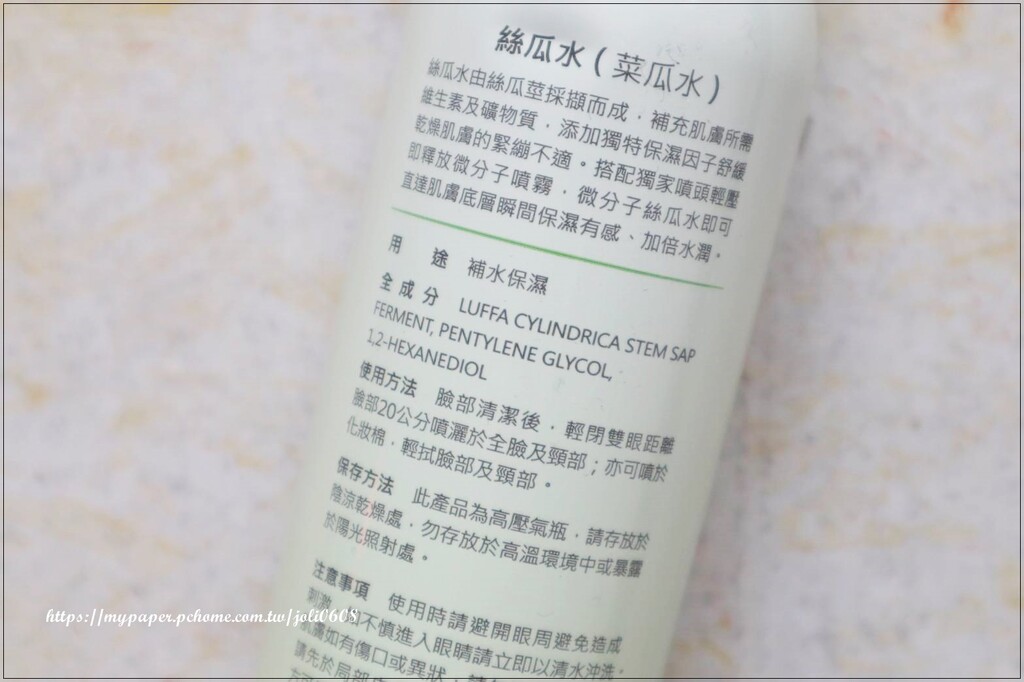 絲瓜水(菜瓜水)
絲瓜水由絲瓜莖採擷而成,補充肌膚所需
維生素及礦物質,添加獨特保濕因子舒緩
乾燥肌膚的緊繃不適。搭配獨家噴頭輕壓
即釋放微分子噴霧,微分子絲瓜水即可
直達肌膚底層瞬間保濕有感、加倍水潤。
用 途 補水保濕
全成分 LUFFA CYLINDRICA STEM SAP
FERMENT, PENTYLENE GLYCOL,
1,2-HEXANEDIOL
使用方法 臉部清潔後,輕閉雙眼距離
臉部20公分噴灑於全臉及頸部;亦可噴於
化妝棉,輕拭臉部及頸部。
保存方法 此產品為高壓氣瓶,請存放於
陰涼乾燥處,勿存放於高溫環境中或暴露
於陽光照射處。
注意事項 使用時請避開眼周避免造成
刺激,如不慎進入眼睛請立即以清水沖洗,
肌膚如有傷口或異狀,請
請先於局部
https://mypaper.pchome.com.tw/joli0608